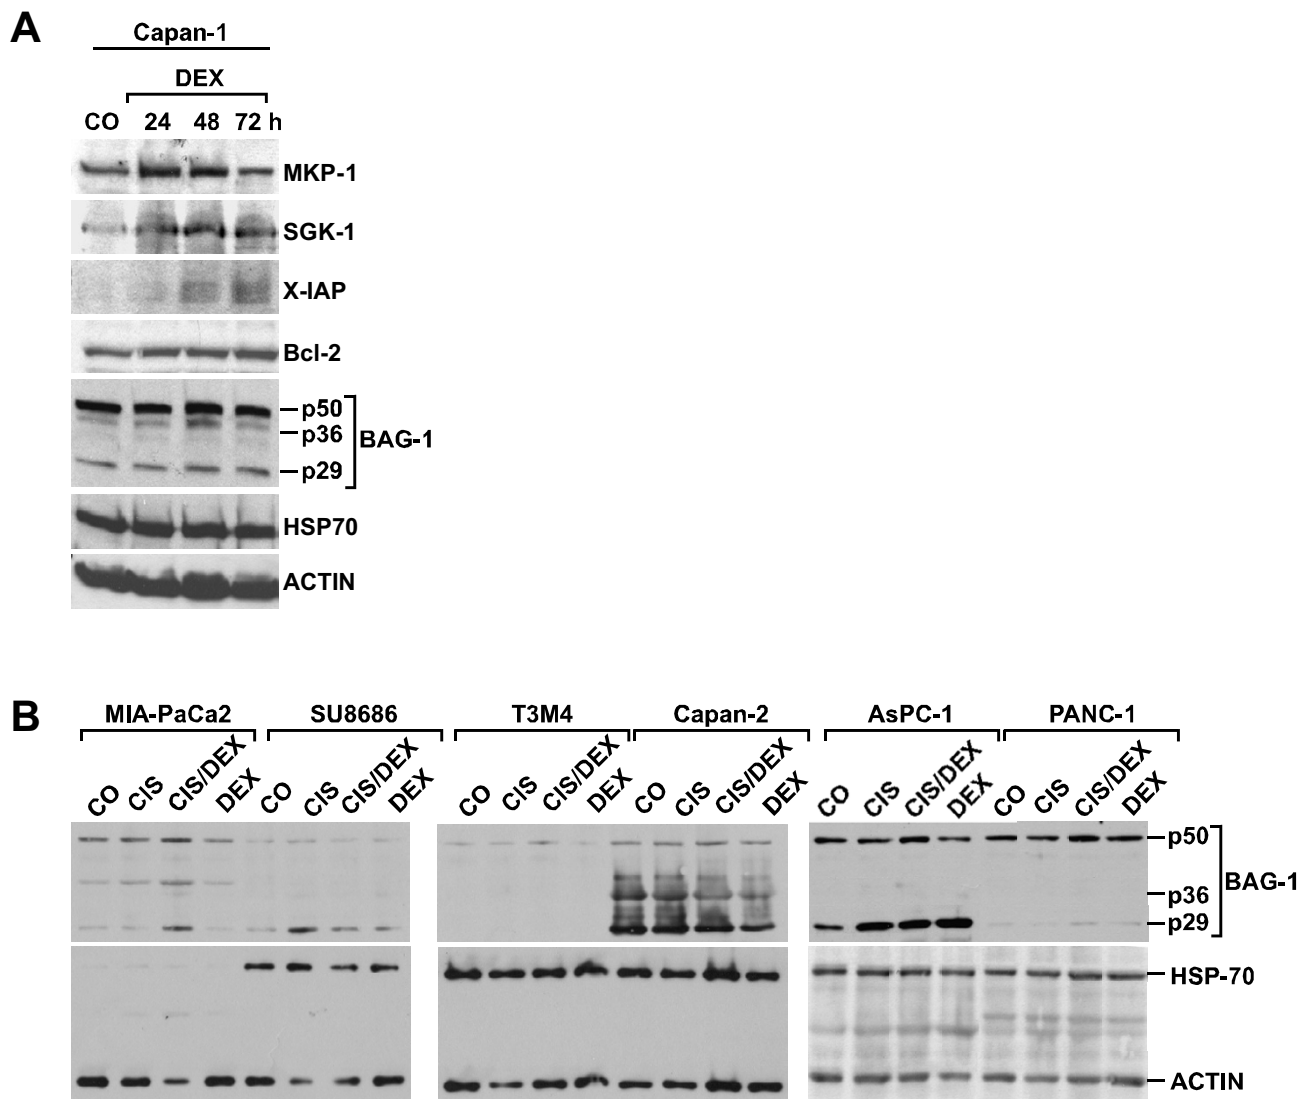 A
Capan-1
DEX
CO 24 48 72 h
MKP-1
SGK-1
X-IAP
Bcl-2
p50
p36
p29
BAG-1
HSP70
ACTIN
B
MIA-PaCa2 SU8686 T3M4 Capan-2 AsPC-1 PANC-1
CO CIS CIS/DEX DEX CO CIS CIS/DEX DEX CO CIS CIS/DEX DEX CO CIS CIS/DEX DEX CO CIS CIS/DEX DEX CO CIS CIS/DEX DEX
p50
p36
p29
BAG-1
HSP-70
ACTIN